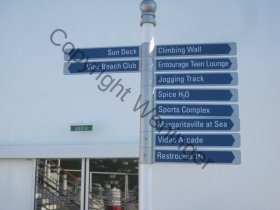 Sun Deck
Vibe Beach Club
Climbing Wall
Entourage Teen Lounge
Jogging Track
Spice H₂O
Sports Complex
Margaritaville at Sea
Video Arcade
Restrooms
Copyright